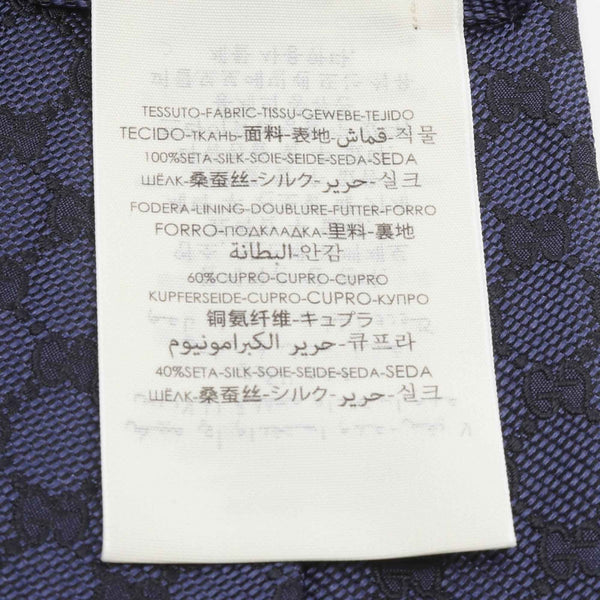 TESSUTO-FABRIC-TISSU-GEWEBE-TEJIDO
TECIDO-ТКАНЬ-面料-表地-قماش-직물
100%SETA-SILK-SOIE-SEIDE-SEDA-SEDA
ШЁЛК-桑蚕丝-シルク-حرير-실크
FODERA-LINING-DOUBLURE-FUTTER-FORRO
FORRO-ПОДКЛАДКА-里料-裏地
البطانة-안감
60%CUPRO-CUPRO-CUPRO
KUPFERSEIDE-CUPRO-CUPRO-КУПРО
铜氨纤维-キュプラ
حرير الكبرامونيوم-큐프라
40%SETA-SILK-SOIE-SEIDE-SEDA-SEDA
ШЁЛК-桑蚕丝-シルク-حرير-실크